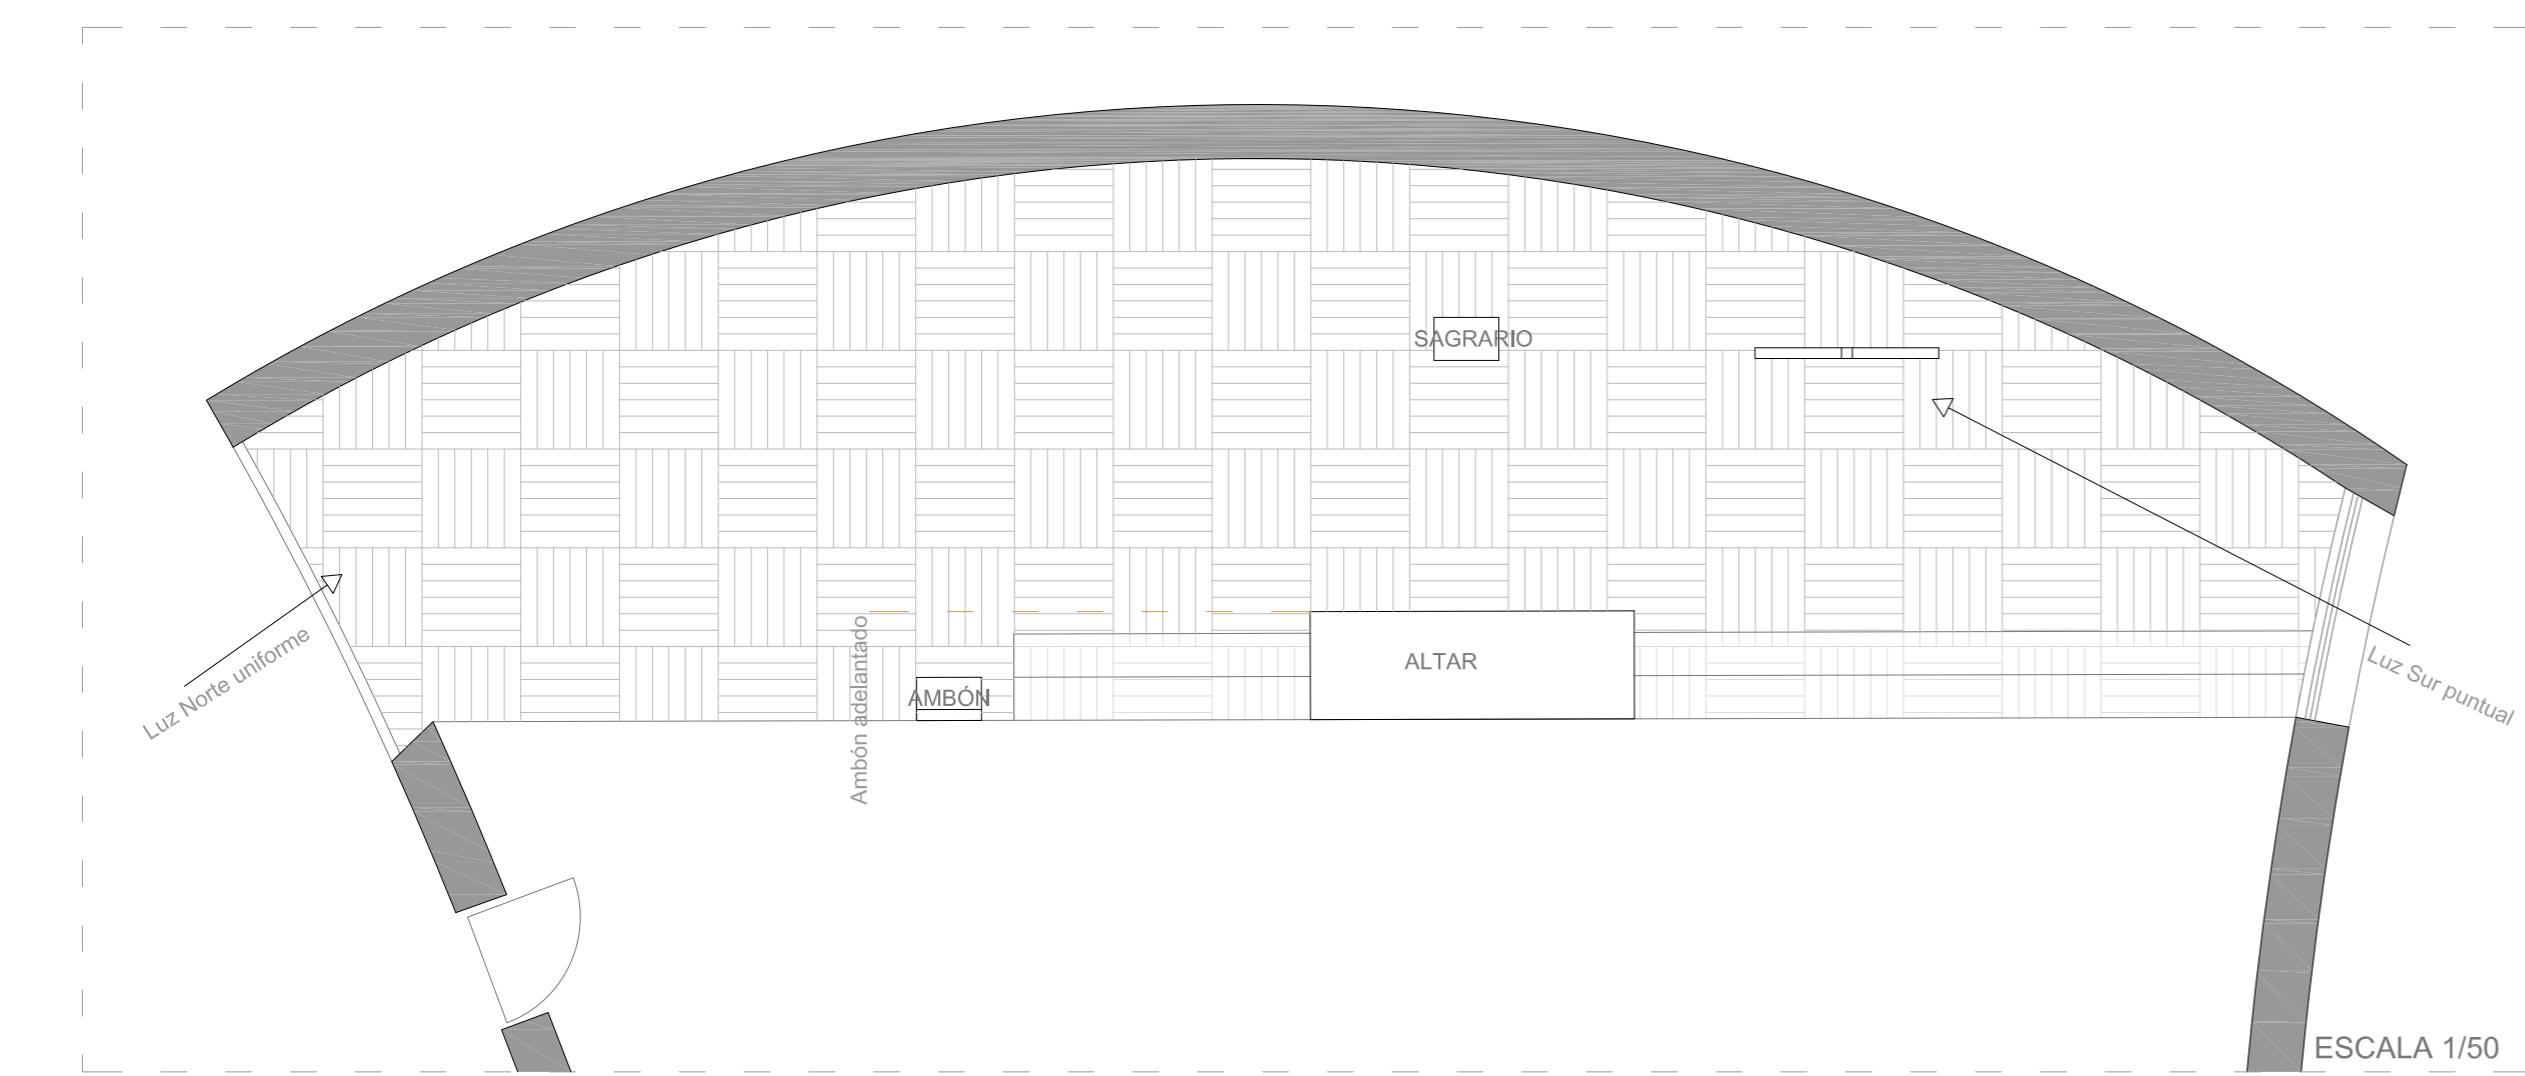 SAGRARIO
Luz Norte uniforme
Ambón adelantado
AMBÓN
ALTAR
Luz Sur puntual
ESCALA 1/50